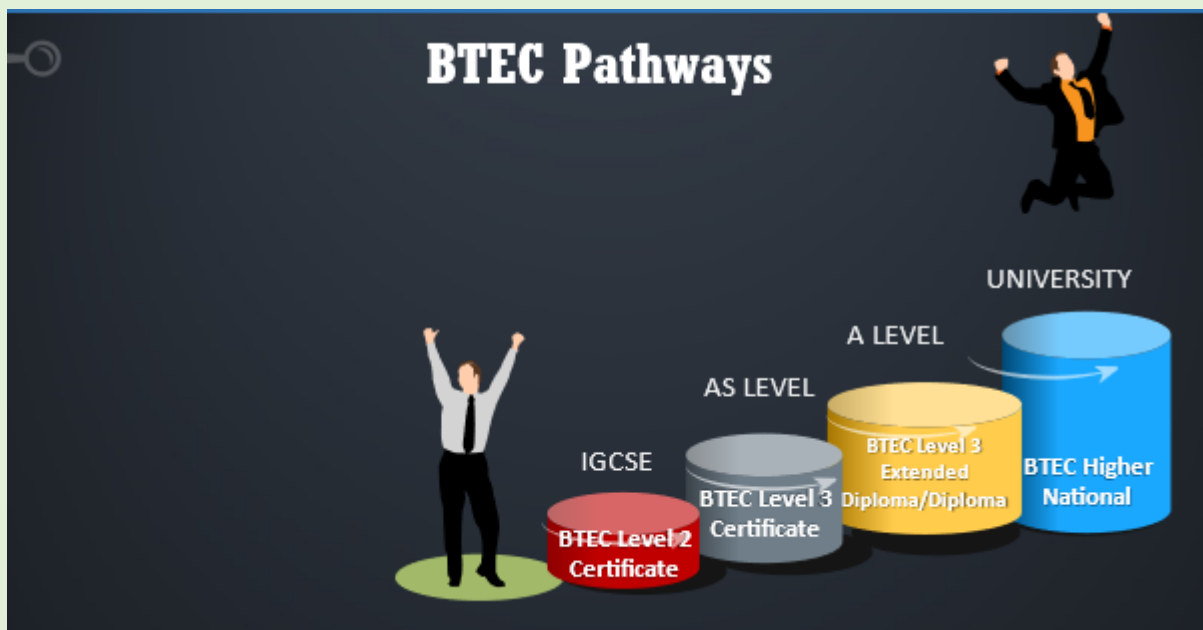 BTEC Pathways
UNIVERSITY
A LEVEL
AS LEVEL
IGCSE
BTEC Level 2
Certificate
BTEC Level 3
Certificate
BTEC Level 3
Extended
Diploma/Diploma
BTEC Higher
National